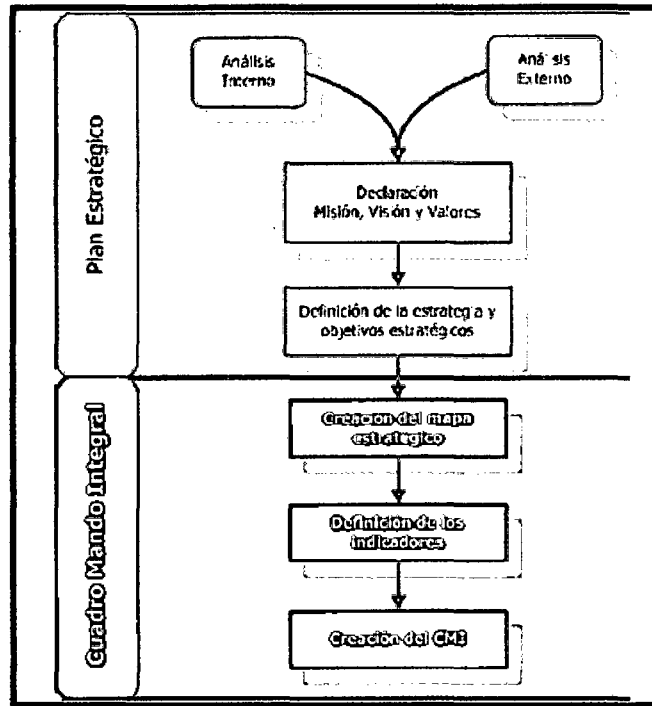 Plan Estratégico
Análisis
Interno
Análisis
Externo
Declaración
Misión, Visión y Valores
Definición de la estrategia y
objetivos estratégicos
Cuadro Mando Integral
Creación del mapa
estratégico
Definición de los
indicadores
Creación del CMI